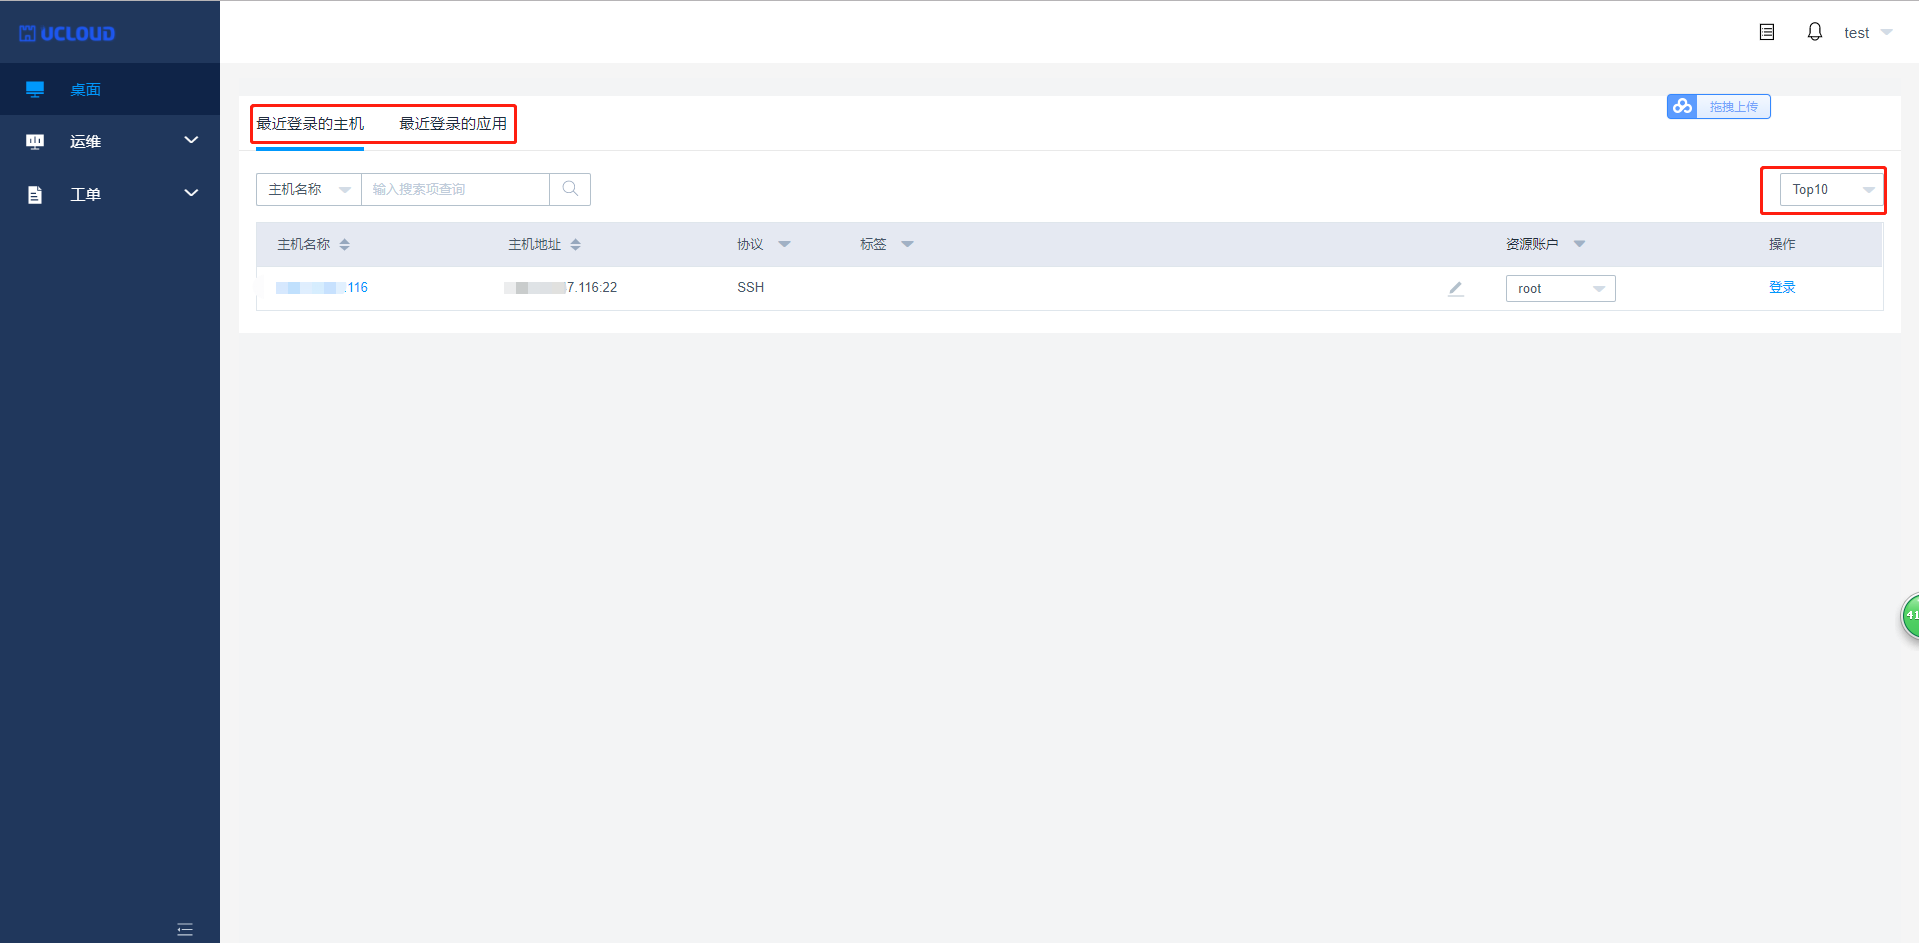 UCLOUD
test
桌面
运维
工单
最近登录的主机 最近登录的应用
拖拽上传
主机名称 输入搜索项查询
Top10
主机名称 主机地址 协议 标签 资源账户 操作
.116 7.116:22 SSH root 登录
41